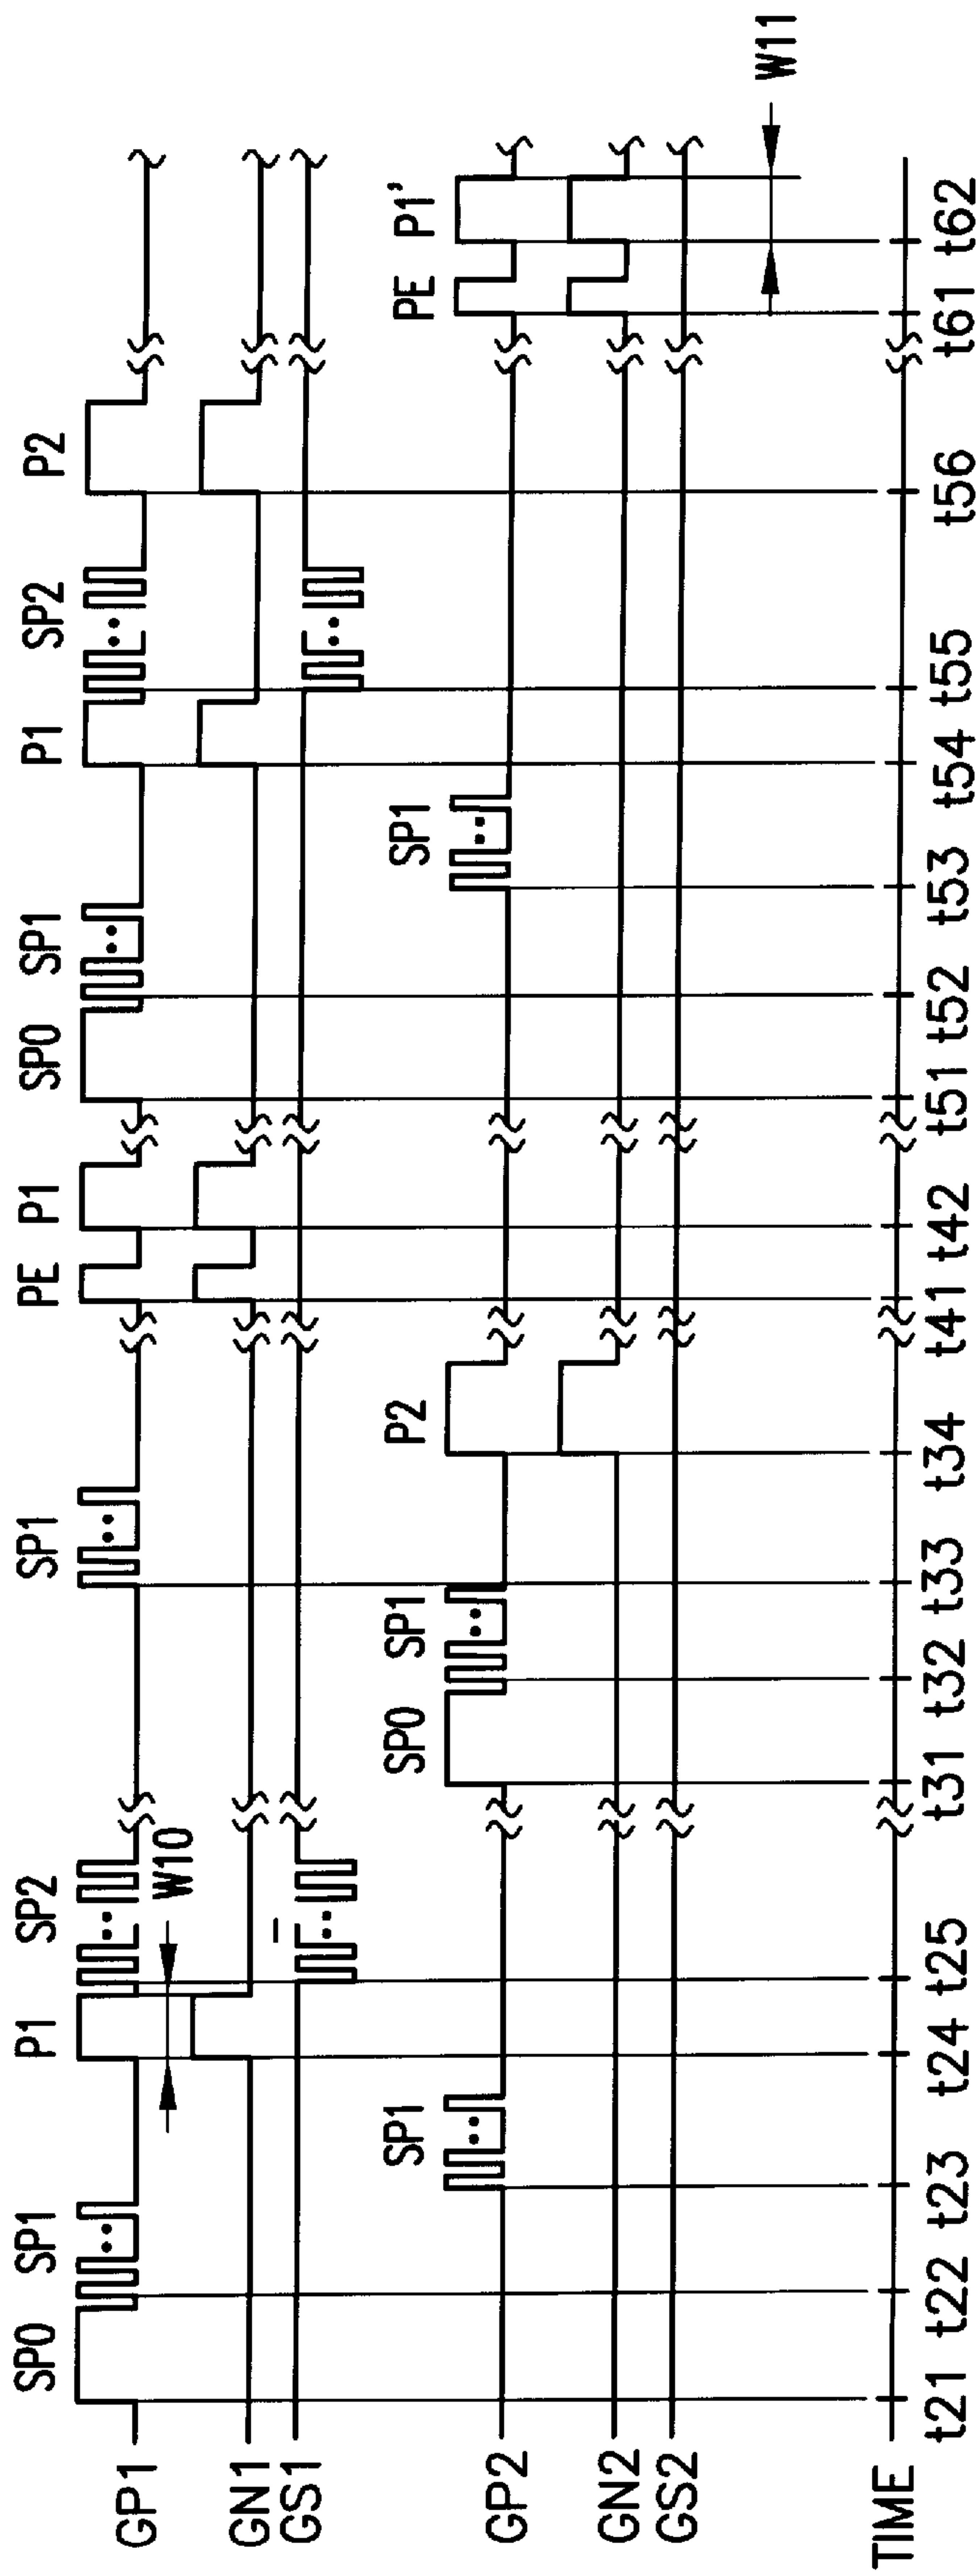 SP0 SP1 P1 SP2 SP1 PE P1 SP0 SP1 P1 SP2 P2
GP1
W10
GN1
GS1
SP1 SP0 SP1 P2 SP1 PE P1'
GP2
GN2
GS2
W11
TIME
t21 t22 t23 t24 t25 t31 t32 t33 t34 t41 t42 t51 t52 t53 t54 t55 t56 t61 t62